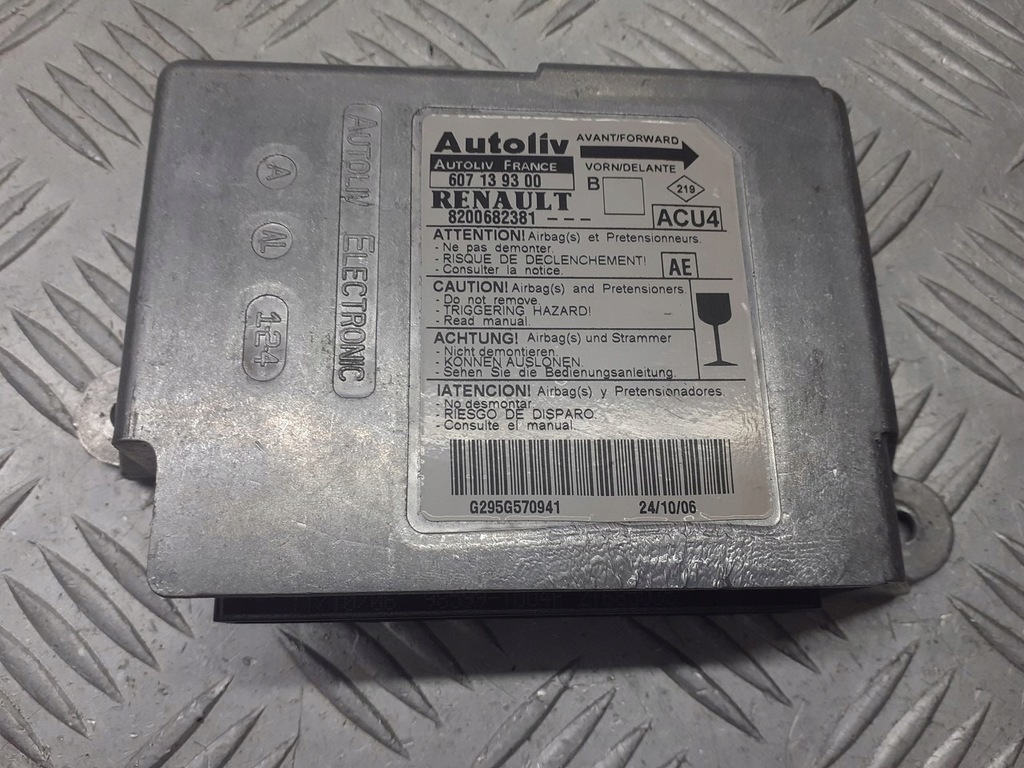 A
AL
1-24
AUTOLIV ELECTRONIC
Autoliv
AUTOLIV FRANCE
607 13 93 00
RENAULT
8200682381 ---
AVANT/FORWARD
VORN/DELANTE
B
219
ACU4
ATTENTION! Airbag(s) et Pretensionneurs.
- Ne pas demonter.
- RISQUE DE DECLENCHEMENT!
- Consulter la notice.
AE
CAUTION! Airbag(s) and Pretensioners
- Do not remove.
- TRIGGERING HAZARD!
- Read manual.
ACHTUNG! Airbag(s) und Strammer
- Nicht demontieren.
- KONNEN AUSLONEN.
- Sehen Sie die Bedienungsanleitung.
IATENCION! Airbag(s) y Pretensionadores.
- No desmontar.
- RIESGO DE DISPARO.
- Consulte el manual.
G295G570941 24/10/06